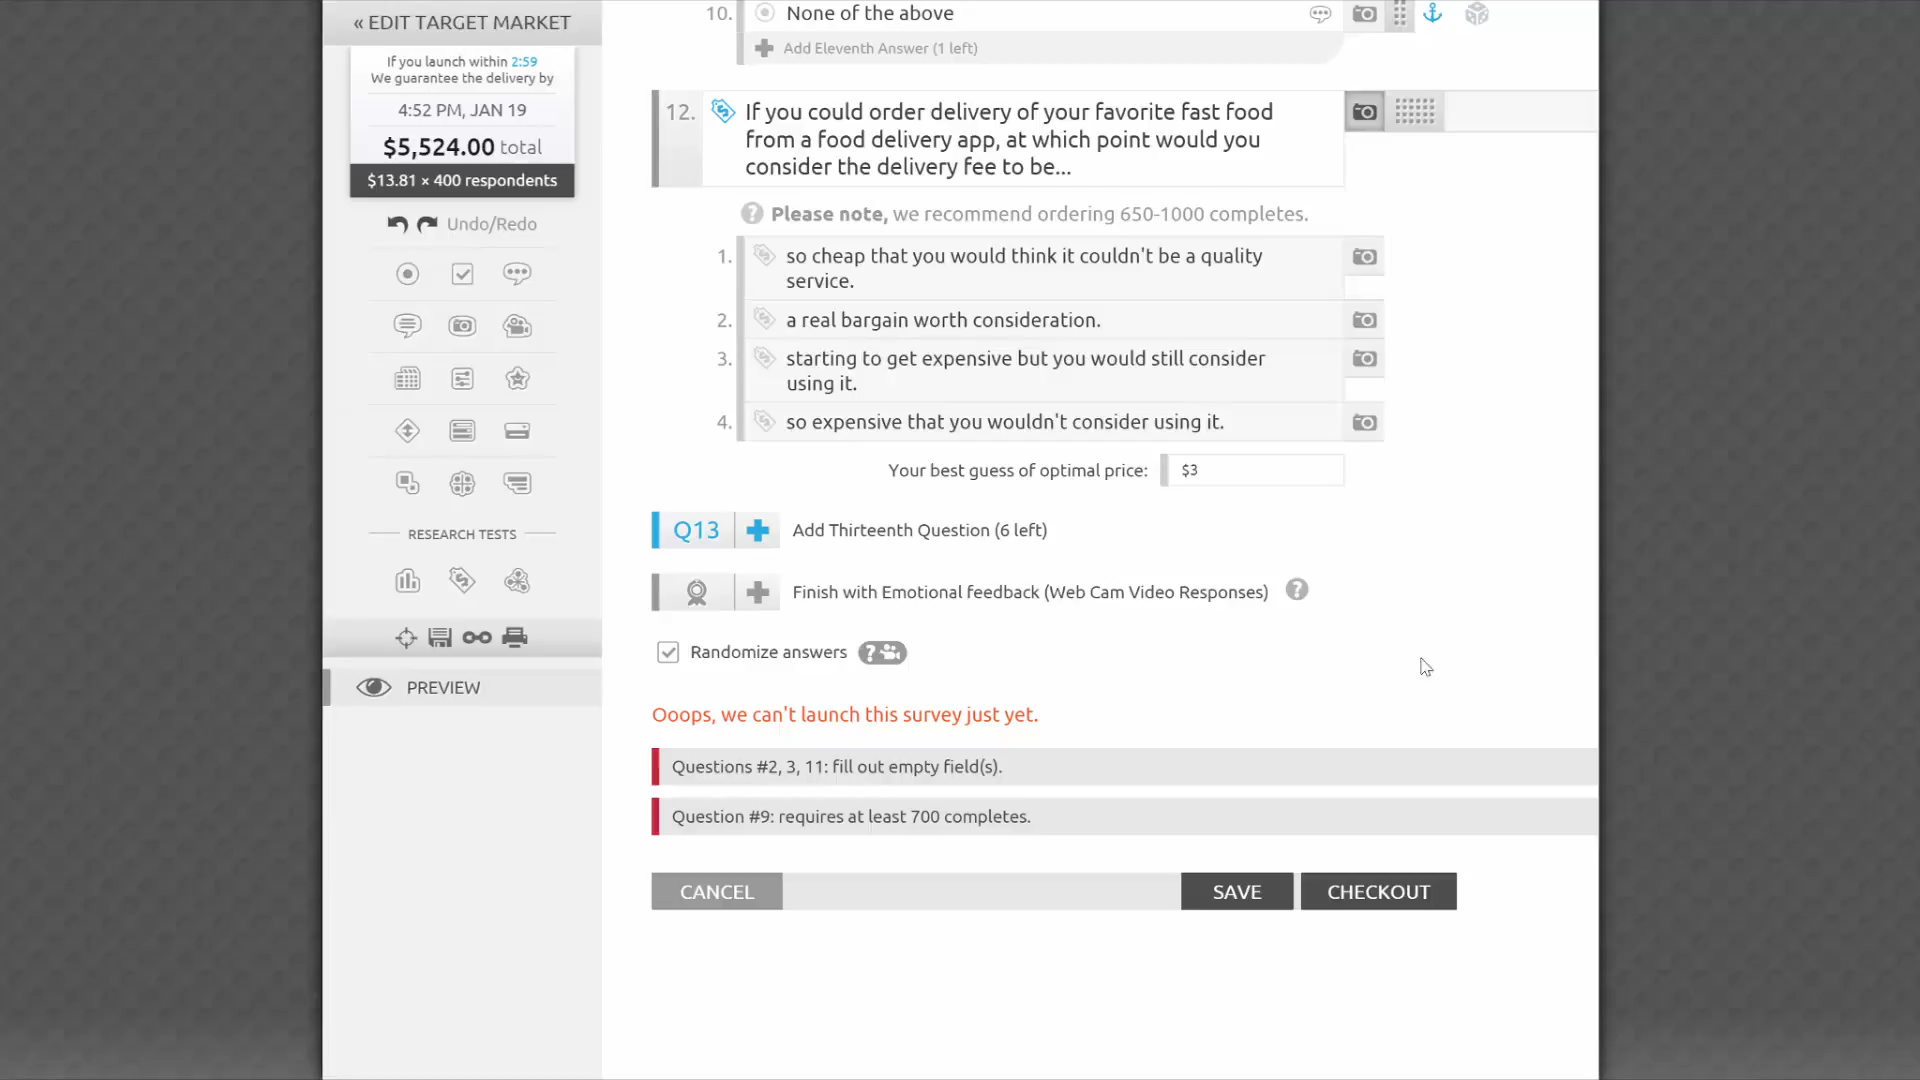 « EDIT TARGET MARKET
If you launch within 2:59
We guarantee the delivery by
4:52 PM, JAN 19
$5,524.00 total
$13.81 × 400 respondents
Undo/Redo
RESEARCH TESTS
PREVIEW
10. None of the above
Add Eleventh Answer (1 left)
12. If you could order delivery of your favorite fast food
from a food delivery app, at which point would you
consider the delivery fee to be...
? Please note, we recommend ordering 650-1000 completes.
1. so cheap that you would think it couldn't be a quality
service.
2. a real bargain worth consideration.
3. starting to get expensive but you would still consider
using it.
4. so expensive that you wouldn't consider using it.
Your best guess of optimal price: $3
Q13 Add Thirteenth Question (6 left)
Finish with Emotional feedback (Web Cam Video Responses) ?
Randomize answers ?
Ooops, we can't launch this survey just yet.
Questions #2, 3, 11: fill out empty field(s).
Question #9: requires at least 700 completes.
CANCEL SAVE CHECKOUT